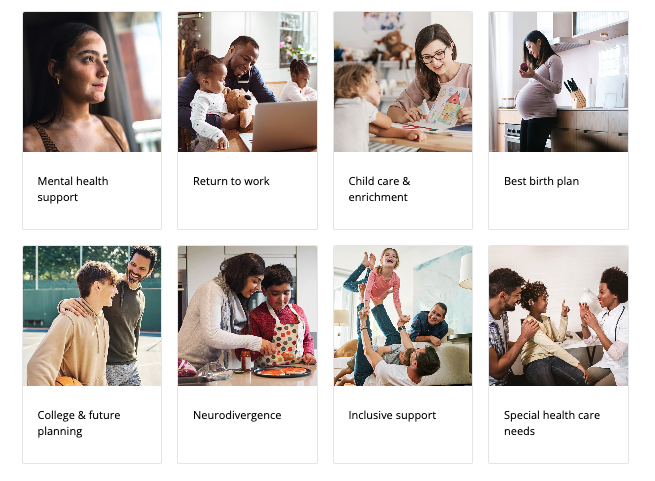 Mental health
support
Return to work
Child care &
enrichment
Best birth plan
College & future
planning
Neurodivergence
Inclusive support
Special health care
needs